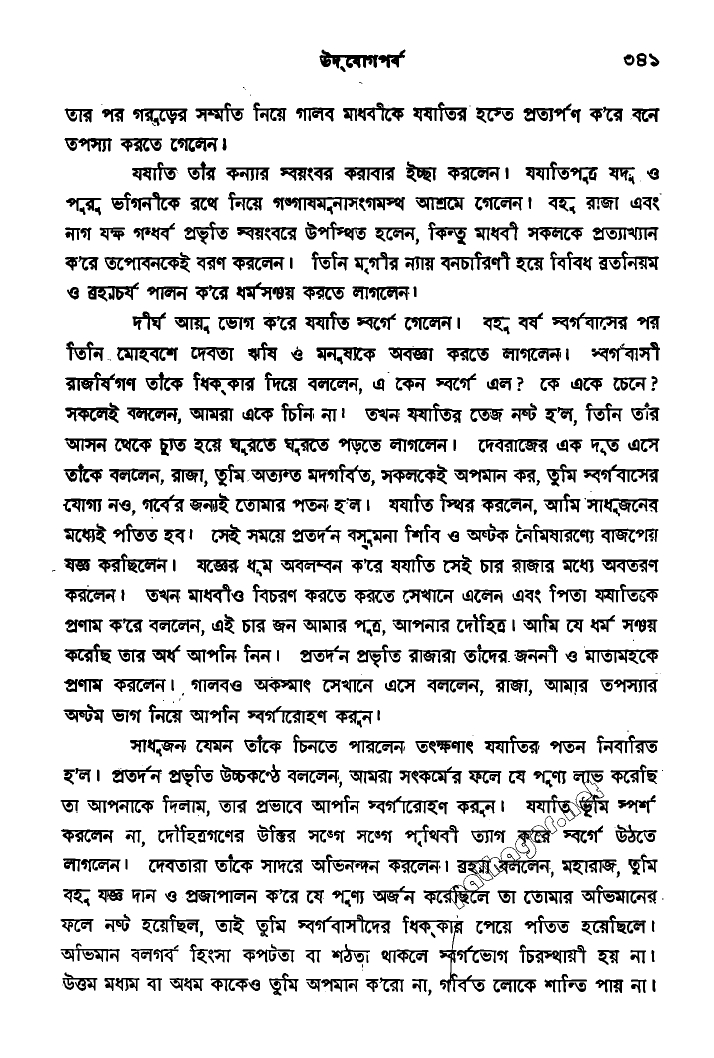 উদ্‌যোগপর্ব ৩৪১
তার পর গরুড়ের সম্মতি নিয়ে গালব মাধবীকে যযাতির হস্তে প্রত্যর্পণ ক'রে বনে
তপস্যা করতে গেলেন।
যযাতি তাঁর কন্যার স্বয়ংবর করাবার ইচ্ছা করলেন। যযাতিপুত্র যদু ও
পুরু ভগিনীকে রথে নিয়ে গঙ্গাযমুনাসংগমস্থ আশ্রমে গেলেন। বহু রাজা এবং
নাগ যক্ষ গন্ধর্ব প্রভৃতি স্বয়ংবরে উপস্থিত হলেন, কিন্তু মাধবী সকলকে প্রত্যাখ্যান
ক'রে তপোবনকেই বরণ করলেন। তিনি মৃগীর ন্যায় বনচারিণী হয়ে বিবিধ ব্রতনিয়ম
ও ব্রহ্মচর্য পালন ক'রে ধর্মসঞ্চয় করতে লাগলেন।
দীর্ঘ আয়ু ভোগ ক'রে যযাতি স্বর্গে গেলেন। বহু বর্ষ স্বর্গবাসের পর
তিনি মোহবশে দেবতা ঋষি ও মনুষ্যকে অবজ্ঞা করতে লাগলেন। স্বর্গবাসী
রাজর্ষিগণ তাঁকে ধিক্‌কার দিয়ে বললেন, এ কেন স্বর্গে এল? কে একে চেনে?
সকলেই বললেন, আমরা একে চিনি না। তখন যযাতির তেজ নষ্ট হ'ল, তিনি তাঁর
আসন থেকে চ্যুত হয়ে ঘুরতে ঘুরতে পড়তে লাগলেন। দেবরাজের এক দূত এসে
তাঁকে বললেন, রাজা, তুমি অত্যন্ত মদগর্বিত, সকলকেই অপমান কর, তুমি স্বর্গবাসের
যোগ্য নও, গর্বের জন্যই তোমার পতন হ'ল। যযাতি স্থির করলেন, আমি সাধুজনের
মধ্যেই পতিত হব। সেই সময়ে প্রতর্দন বসুমনা শিবি ও অষ্টক নৈমিষারণ্যে বাজপেয়
যজ্ঞ করছিলেন। যজ্ঞের ধূম অবলম্বন ক'রে যযাতি সেই চার রাজার মধ্যে অবতরণ
করলেন। তখন মাধবীও বিচরণ করতে করতে সেখানে এলেন এবং পিতা যযাতিকে
প্রণাম ক'রে বললেন, এই চার জন আমার পুত্র, আপনার দৌহিত্র। আমি যে ধর্ম সঞ্চয়
করেছি তার অর্ধ আপনি নিন। প্রতর্দন প্রভৃতি রাজারা তাঁদের জননী ও মাতামহকে
প্রণাম করলেন। গালবও অকস্মাৎ সেখানে এসে বললেন, রাজা, আমার তপস্যার
অষ্টম ভাগ নিয়ে আপনি স্বর্গারোহণ করুন।
সাধুজন যেমন তাঁকে চিনতে পারলেন তৎক্ষণাৎ যযাতির পতন নিবারিত
হ'ল। প্রতর্দন প্রভৃতি উচ্চকণ্ঠে বললেন, আমরা সৎকর্মের ফলে যে পুণ্য লাভ করেছি
তা আপনাকে দিলাম, তার প্রভাবে আপনি স্বর্গারোহণ করুন। যযাতি ভূমি স্পর্শ
করলেন না, দৌহিত্রগণের উক্তির সঙ্গে সঙ্গে পৃথিবী ত্যাগ ক'রে স্বর্গে উঠতে
লাগলেন। দেবতারা তাঁকে সাদরে অভিনন্দন করলেন। ব্রহ্মা বললেন, মহারাজ, তুমি
বহু যজ্ঞ দান ও প্রজাপালন ক'রে যে পুণ্য অর্জন করেছিলে তা তোমার অভিমানের
ফলে নষ্ট হয়েছিল, তাই তুমি স্বর্গবাসীদের ধিক্‌কার পেয়ে পতিত হয়েছিলে।
অভিমান বলগর্ব হিংসা কপটতা বা শঠতা থাকলে স্বর্গভোগ চিরস্থায়ী হয় না।
উত্তম মধ্যম বা অধম কাকেও তুমি অপমান ক'রো না, গর্বিত লোকে শান্তি পায় না।